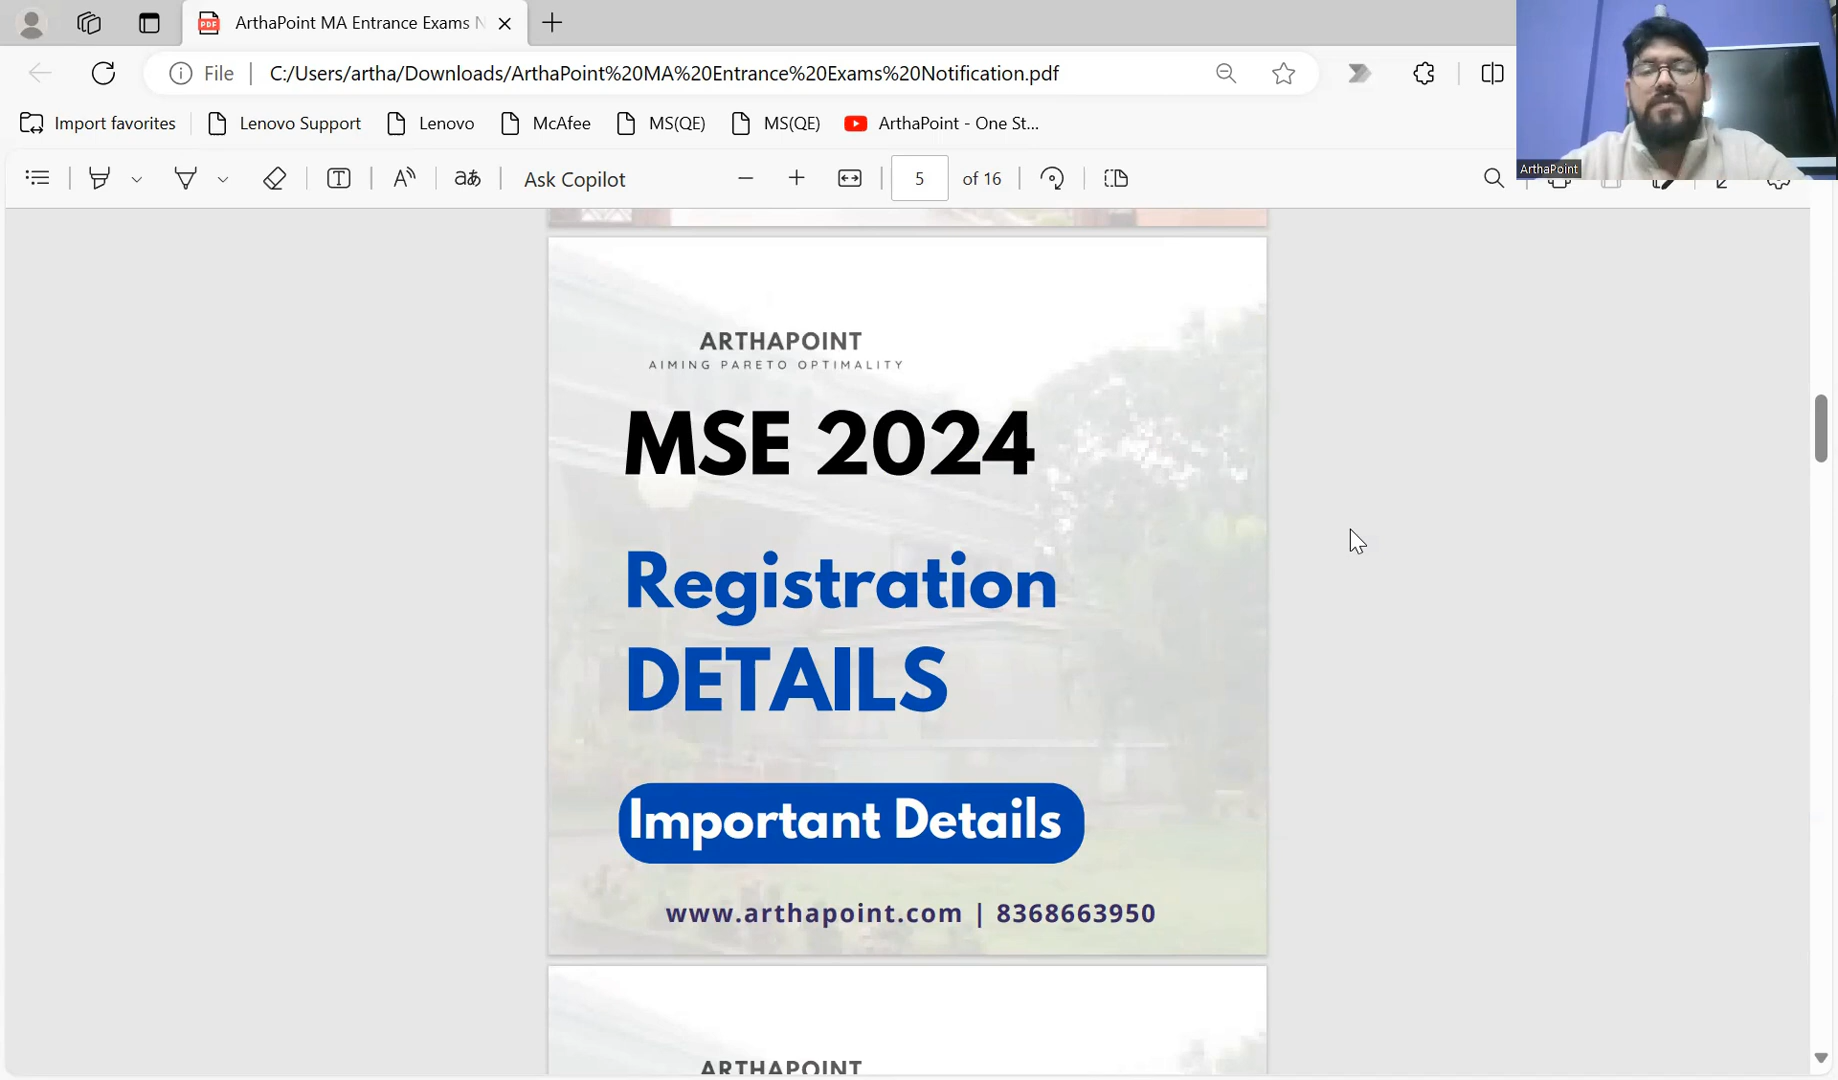 ArthaPoint MA Entrance Exams N
File
C:/Users/artha/Downloads/ArthaPoint%20MA%20Entrance%20Exams%20Notification.pdf
Import favorites
Lenovo Support
Lenovo
McAfee
MS(QE)
MS(QE)
ArthaPoint - One St...
ArthaPoint
Ask Copilot
5
of 16
ARTHAPOINT
AIMING PARETO OPTIMALITY
MSE 2024
Registration
DETAILS
Important Details
www.arthapoint.com | 8368663950
ARTHAPOINT